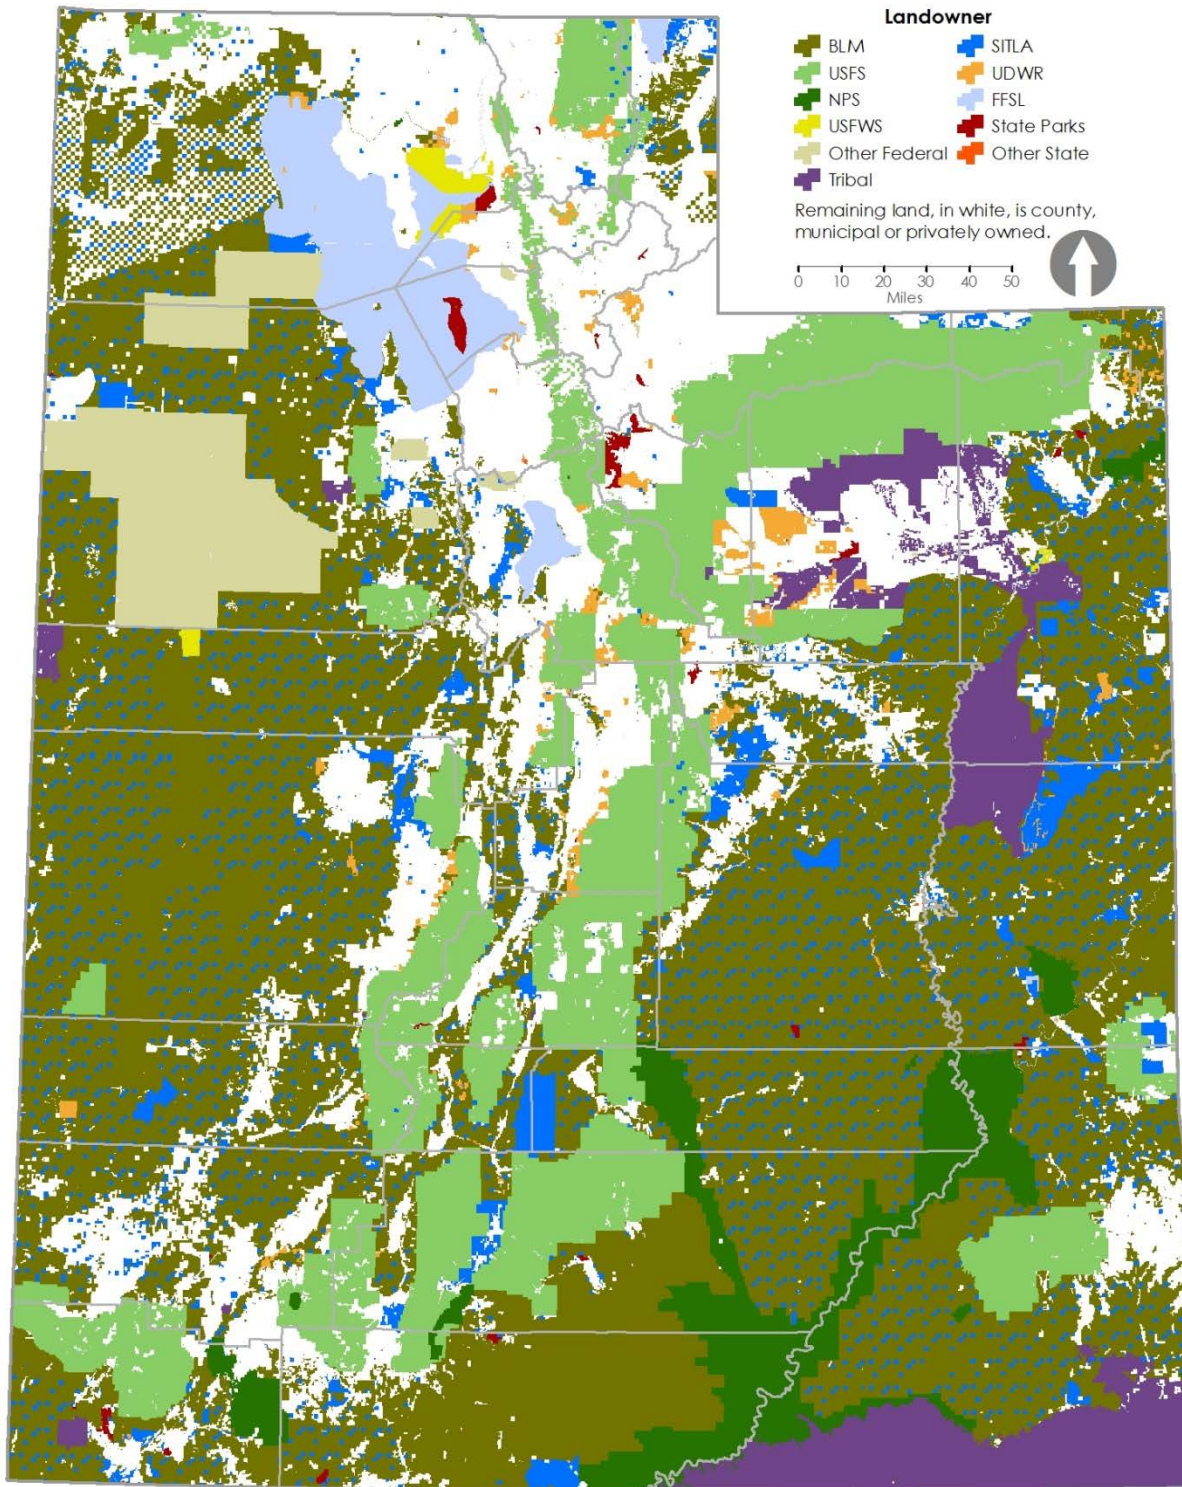 Landowner
BLM
USFS
NPS
USFWS
Other Federal
Tribal
SITLA
UDWR
FFSL
State Parks
Other State
Remaining land, in white, is county,
municipal or privately owned.
0 10 20 30 40 50
Miles